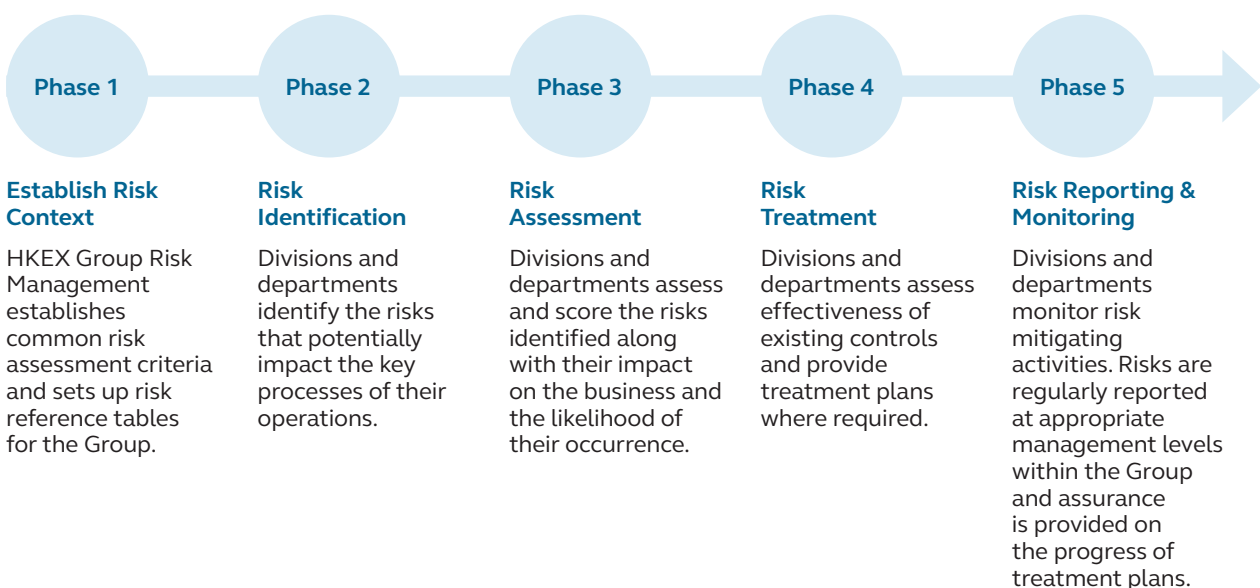 Phase 1
Phase 2
Phase 3
Phase 4
Phase 5
Establish Risk
Context
HKEX Group Risk
Management
establishes
common risk
assessment criteria
and sets up risk
reference tables
for the Group.
Risk
Identification
Divisions and
departments
identify the risks
that potentially
impact the key
processes of their
operations.
Risk
Assessment
Divisions and
departments assess
and score the risks
identified along
with their impact
on the business and
the likelihood of
their occurrence.
Risk
Treatment
Divisions and
departments assess
effectiveness of
existing controls
and provide
treatment plans
where required.
Risk Reporting &
Monitoring
Divisions and
departments
monitor risk
mitigating
activities. Risks are
regularly reported
at appropriate
management levels
within the Group
and assurance
is provided on
the progress of
treatment plans.